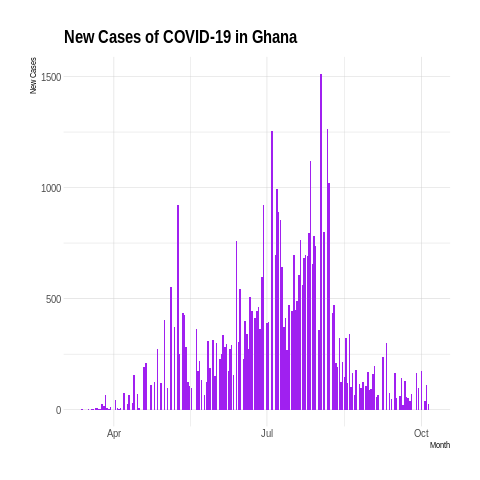 New Cases of COVID-19 in Ghana
New Cases
1500
1000
500
0
Apr
Jul
Oct
Month